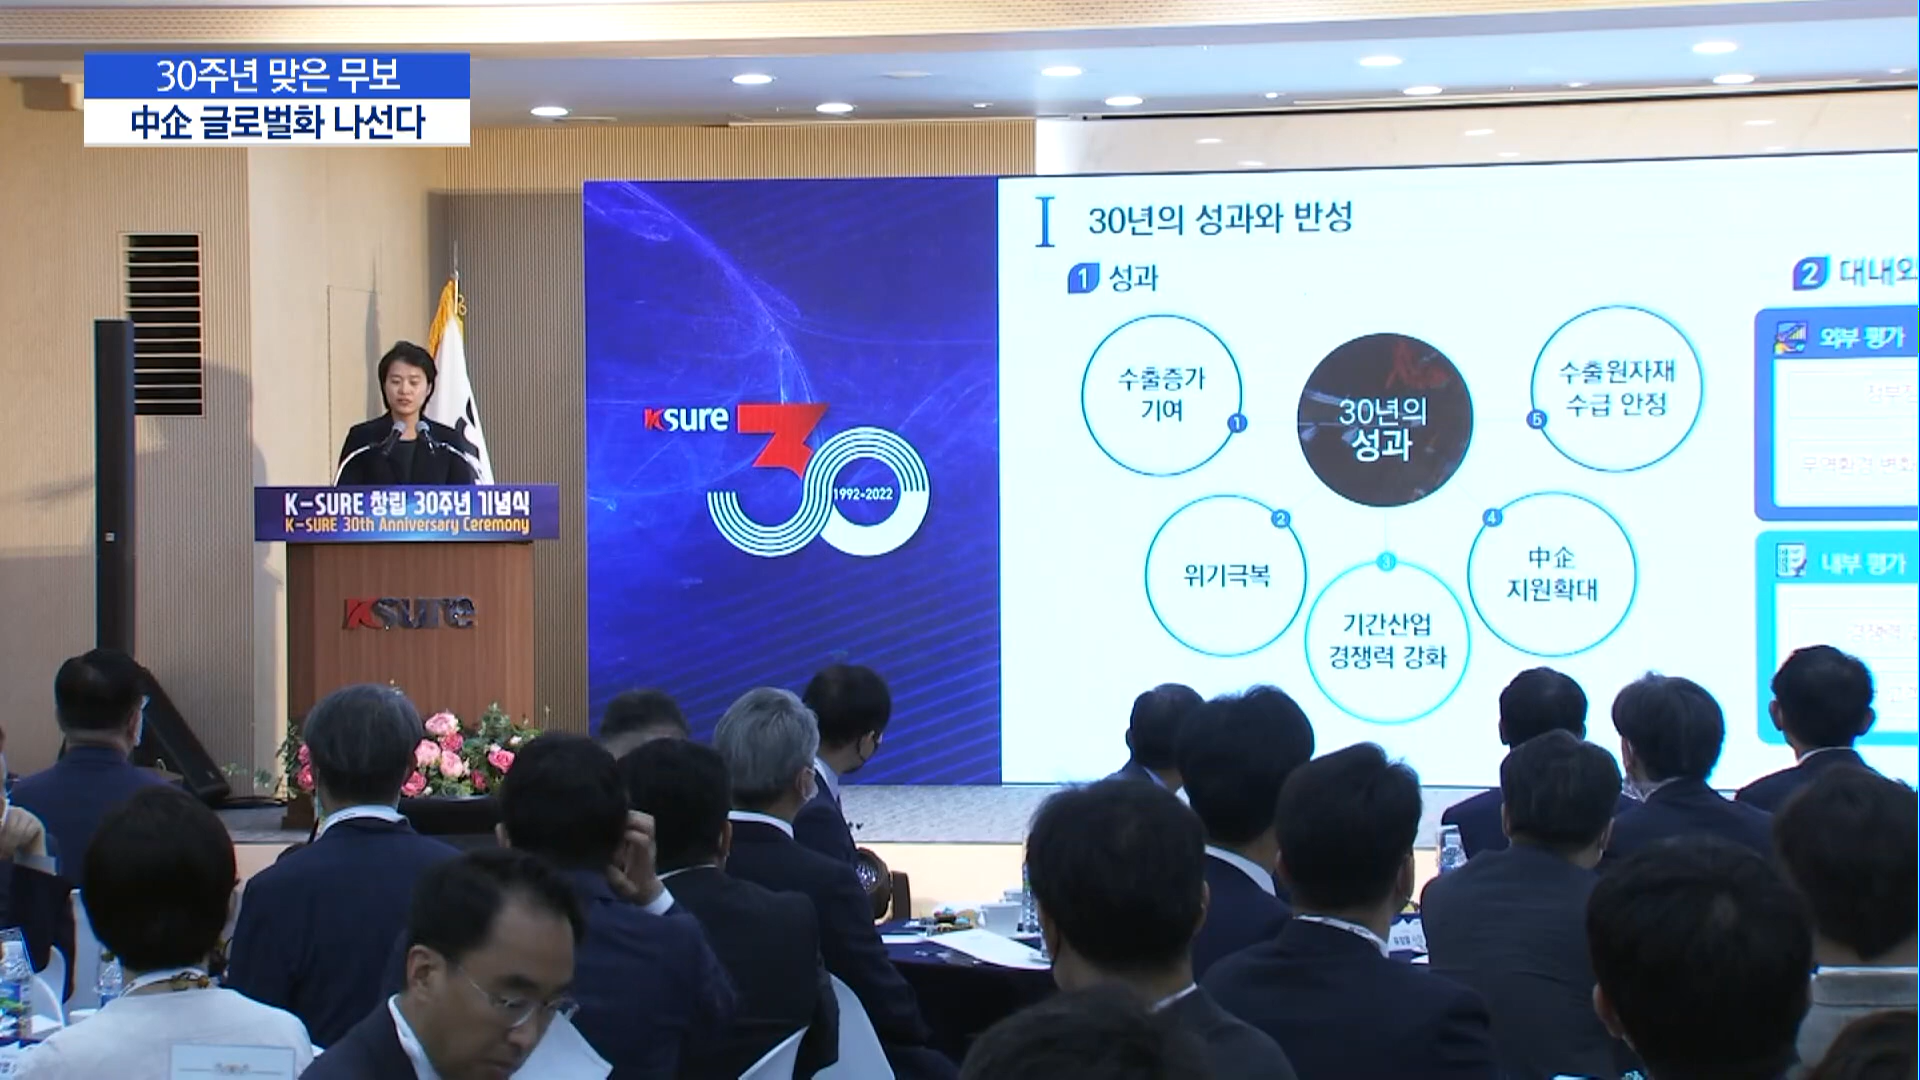 30주년 맞은 무보
中企 글로벌화 나선다
I 30년의 성과와 반성
1 성과
2 대내외
수출증가
기여
1
30년의
성과
수출원자재
수급 안정
5
위기극복
2
기간산업
경쟁력 강화
3
中企
지원확대
4
외부 평가
내부 평가
ksure 30
1992-2022
K-SURE 창립 30주년 기념식
K-SURE 30th Anniversary Ceremony
ksure